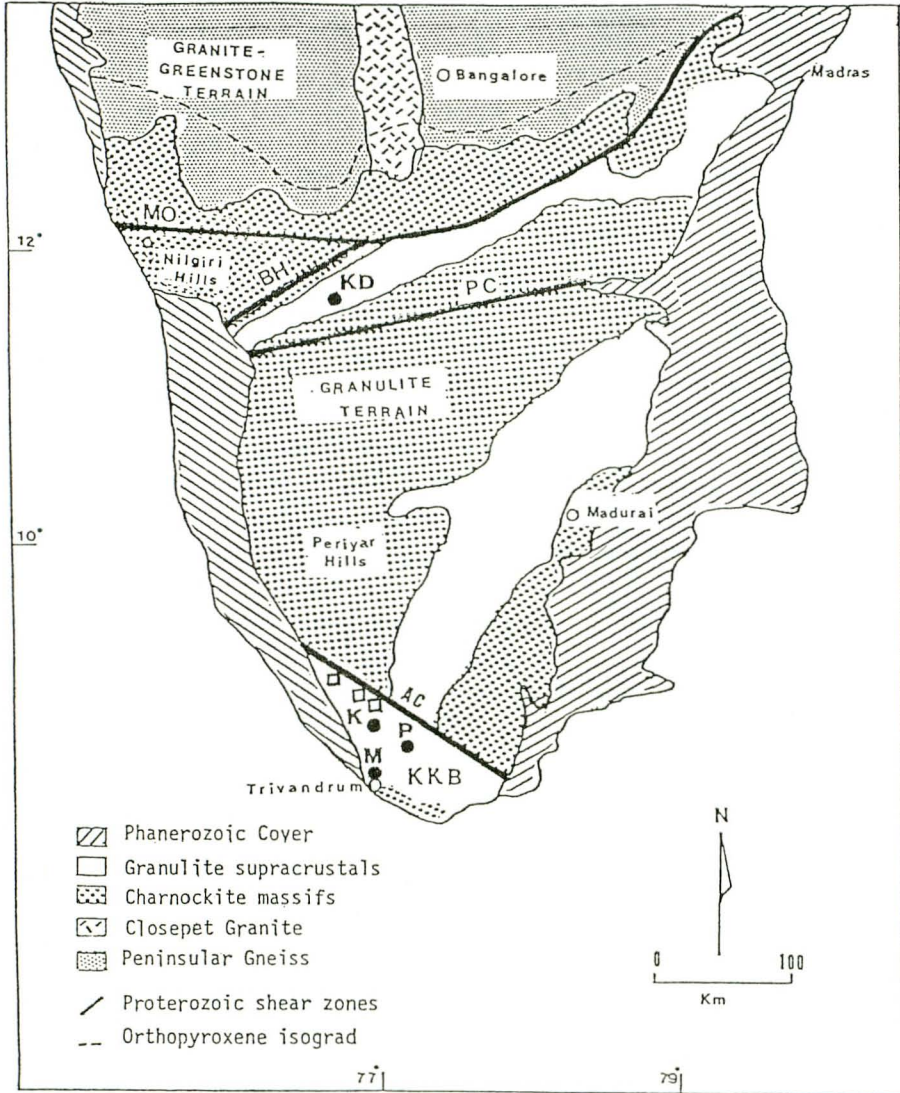 GRANITE-
GREENSTONE
TERRAIN
Bangalore
Madras
MO
12°
Nilgiri
Hills
BH
KD
PC
GRANULITE
TERRAIN
10°
Madurai
Periyar
Hills
AC
K
P
M
KKB
Trivandrum
Phanerozoic Cover
Granulite supracrustals
Charnockite massifs
Closepet Granite
Peninsular Gneiss
Proterozoic shear zones
Orthopyroxene isograd
N
0 100
Km
77° 79°